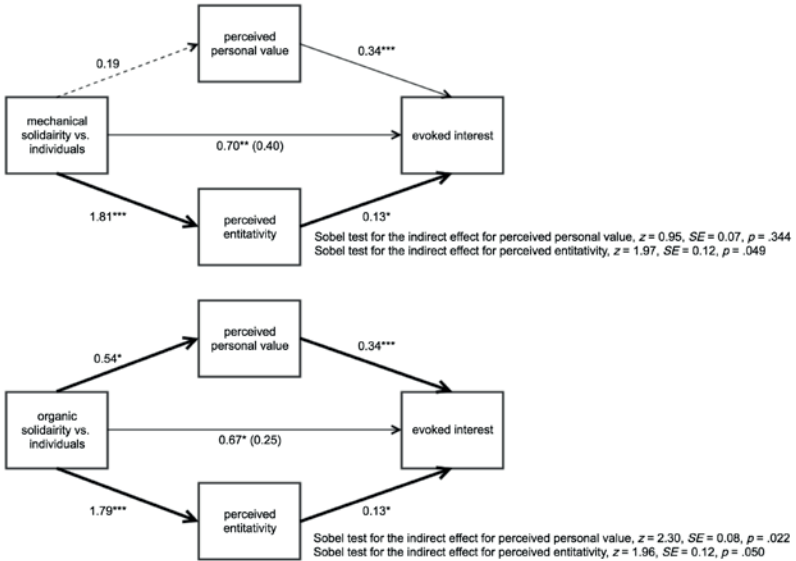 perceived
personal value
0.19
0.34***
mechanical
solidairity vs.
individuals
0.70** (0.40)
evoked interest
1.81***
perceived
entitativity
0.13*
Sobel test for the indirect effect for perceived personal value, z = 0.95, SE = 0.07, p = .344
Sobel test for the indirect effect for perceived entitativity, z = 1.97, SE = 0.12, p = .049
perceived
personal value
0.54*
0.34***
organic
solidairity vs.
individuals
0.67* (0.25)
evoked interest
1.79***
perceived
entitativity
0.13*
Sobel test for the indirect effect for perceived personal value, z = 2.30, SE = 0.08, p = .022
Sobel test for the indirect effect for perceived entitativity, z = 1.96, SE = 0.12, p = .050